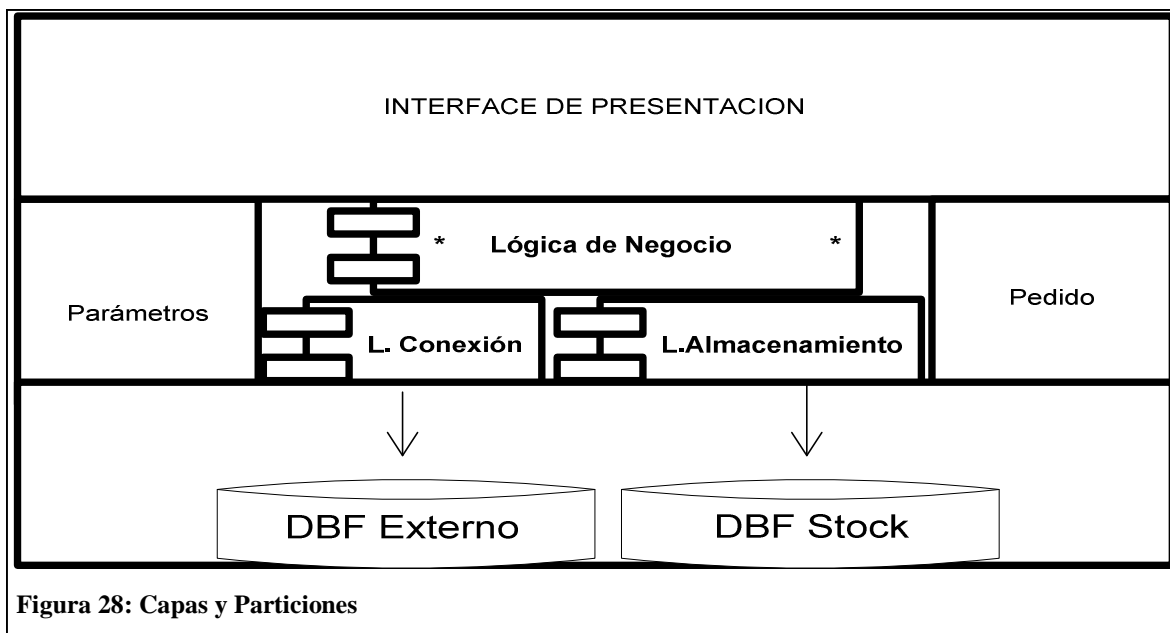 INTERFACE DE PRESENTACION
* Lógica de Negocio *
Parámetros
Pedido
L. Conexión
L.Almacenamiento
DBF Externo
DBF Stock
Figura 28: Capas y Particiones